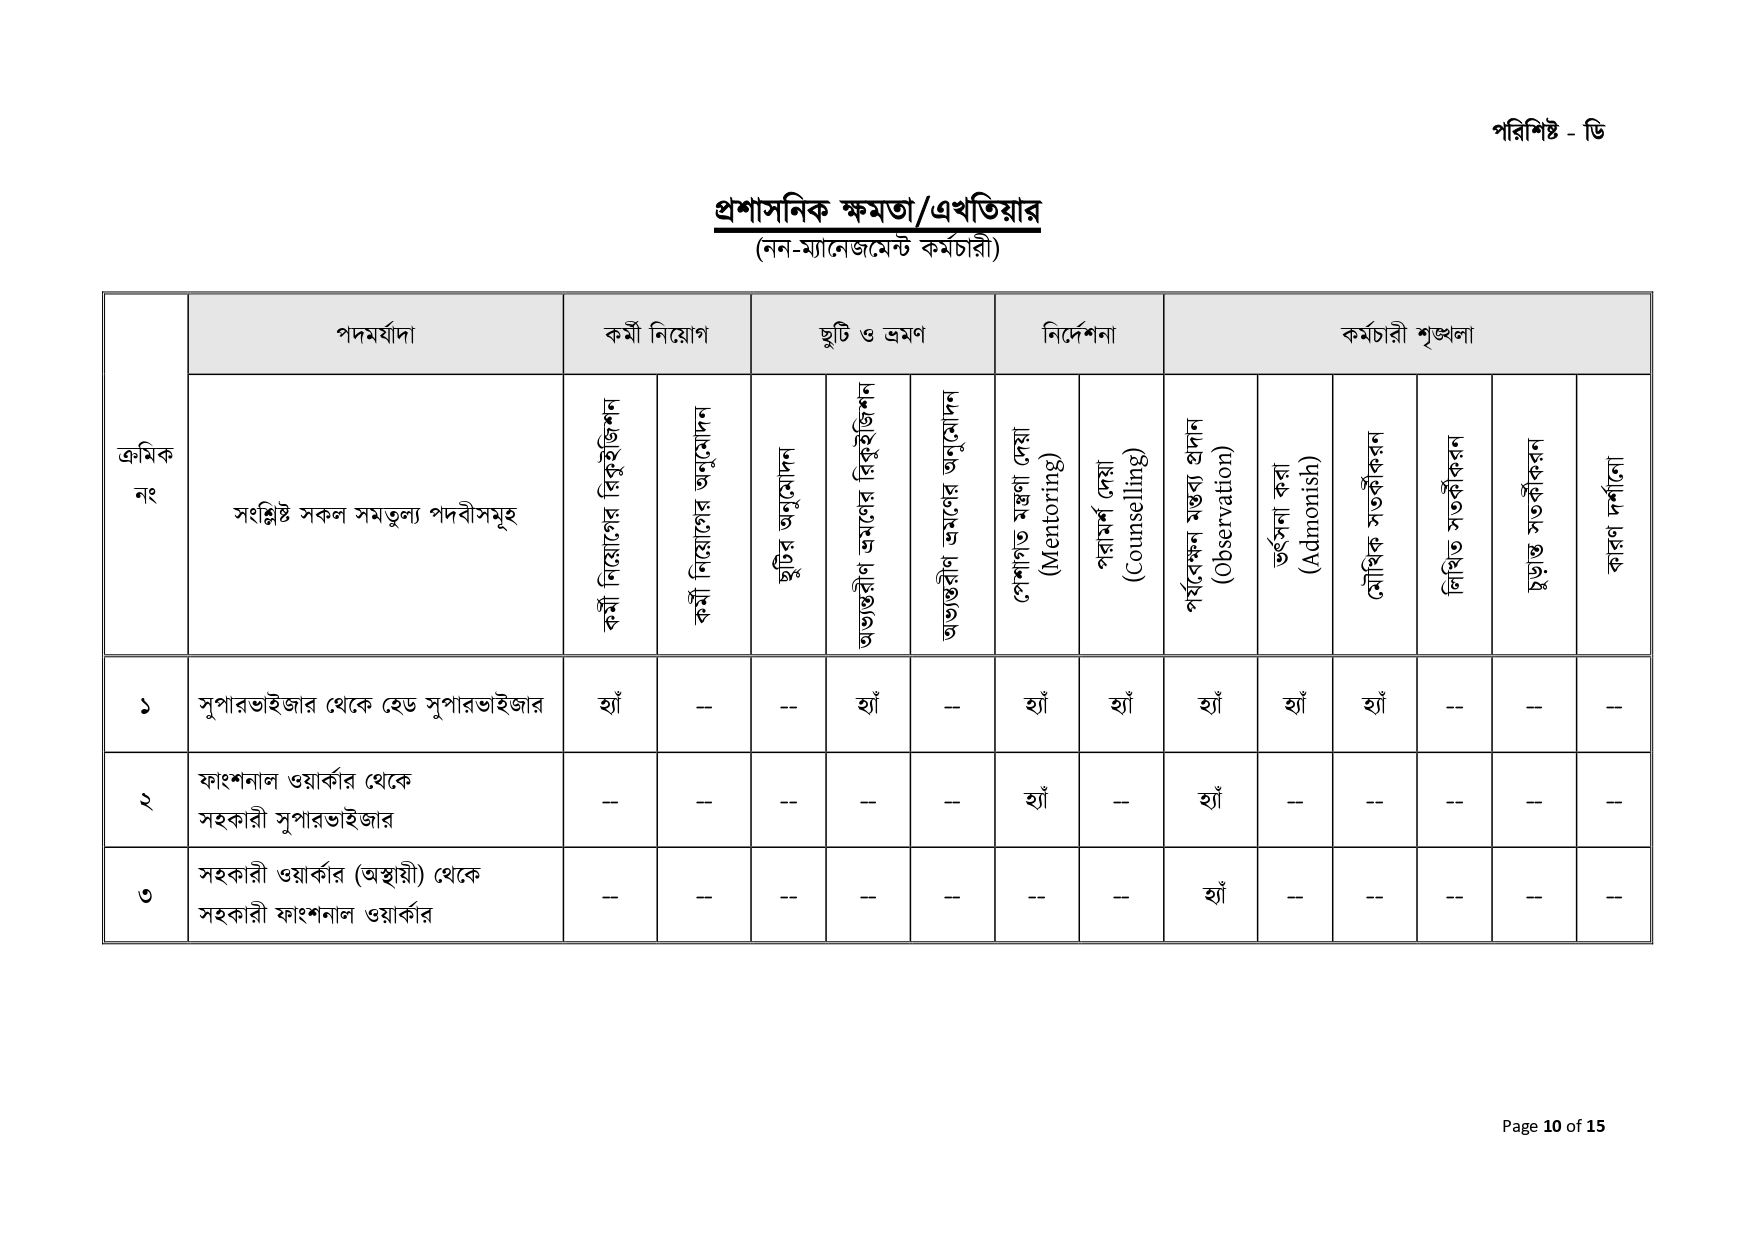 পরিশিষ্ট - ডি
প্রশাসনিক ক্ষমতা/এখতিয়ার
(নন-ম্যানেজমেন্ট কর্মচারী)
ক্রমিক
নং
পদমর্যাদা
কর্মী নিয়োগ
ছুটি ও ভ্রমণ
নির্দেশনা
কর্মচারী শৃঙ্খলা
সংশ্লিষ্ট সকল সমতুল্য পদবীসমূহ
কর্মী নিয়োগের রিকুইজিশন
কর্মী নিয়োগের অনুমোদন
ছুটির অনুমোদন
অভ্যন্তরীণ ভ্রমণের রিকুইজিশন
অভ্যন্তরীণ ভ্রমণের অনুমোদন
পেশাগত মন্ত্রণা দেয়া
(Mentoring)
পরামর্শ দেয়া
(Counselling)
পর্যবেক্ষন মন্তব্য প্রদান
(Observation)
ভর্ৎসনা করা
(Admonish)
মৌখিক সতর্কীকরন
লিখিত সতর্কীকরন
চুড়ান্ত সতর্কীকরন
কারণ দর্শানো
১ সুপারভাইজার থেকে হেড সুপারভাইজার হ্যাঁ -- -- হ্যাঁ -- হ্যাঁ হ্যাঁ হ্যাঁ হ্যাঁ হ্যাঁ -- -- --
২ ফাংশনাল ওয়ার্কার থেকে
সহকারী সুপারভাইজার -- -- -- -- -- হ্যাঁ -- হ্যাঁ -- -- -- -- --
৩ সহকারী ওয়ার্কার (অস্থায়ী) থেকে
সহকারী ফাংশনাল ওয়ার্কার -- -- -- -- -- -- -- হ্যাঁ -- -- -- -- --
Page 10 of 15